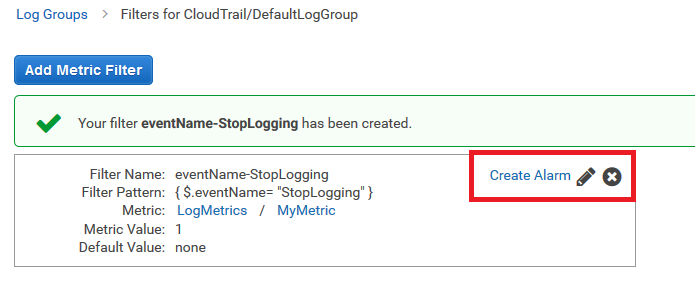 Log Groups > Filters for CloudTrail/DefaultLogGroup
Add Metric Filter
Your filter eventName-StopLogging has been created.
Create Alarm
Filter Name: eventName-StopLogging
Filter Pattern: { $.eventName= "StopLogging" }
Metric: LogMetrics / MyMetric
Metric Value: 1
Default Value: none